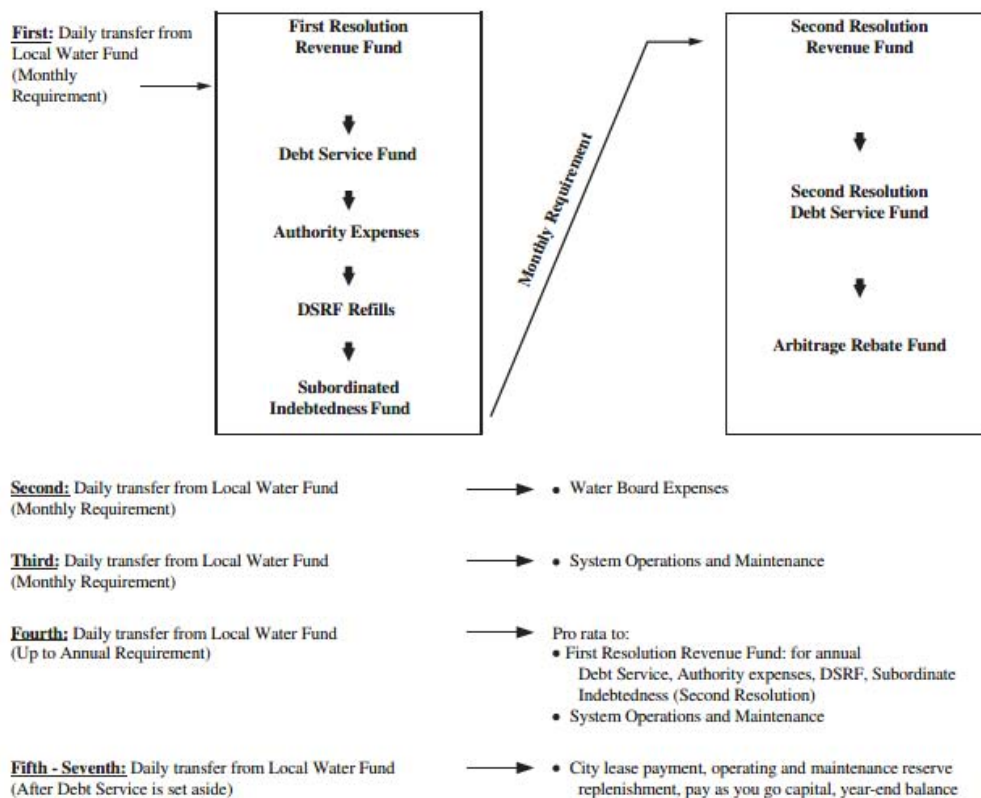 First: Daily transfer from
Local Water Fund
(Monthly
Requirement)
First Resolution
Revenue Fund
Debt Service Fund
Authority Expenses
DSRF Refills
Subordinated
Indebtedness Fund
Monthly Requirement
Second Resolution
Revenue Fund
Second Resolution
Debt Service Fund
Arbitrage Rebate Fund
Second: Daily transfer from Local Water Fund
(Monthly Requirement)
• Water Board Expenses
Third: Daily transfer from Local Water Fund
(Monthly Requirement)
• System Operations and Maintenance
Fourth: Daily transfer from Local Water Fund
(Up to Annual Requirement)
Pro rata to:
• First Resolution Revenue Fund: for annual
Debt Service, Authority expenses, DSRF, Subordinate
Indebtedness (Second Resolution)
• System Operations and Maintenance
Fifth - Seventh: Daily transfer from Local Water Fund
(After Debt Service is set aside)
• City lease payment, operating and maintenance reserve
replenishment, pay as you go capital, year-end balance